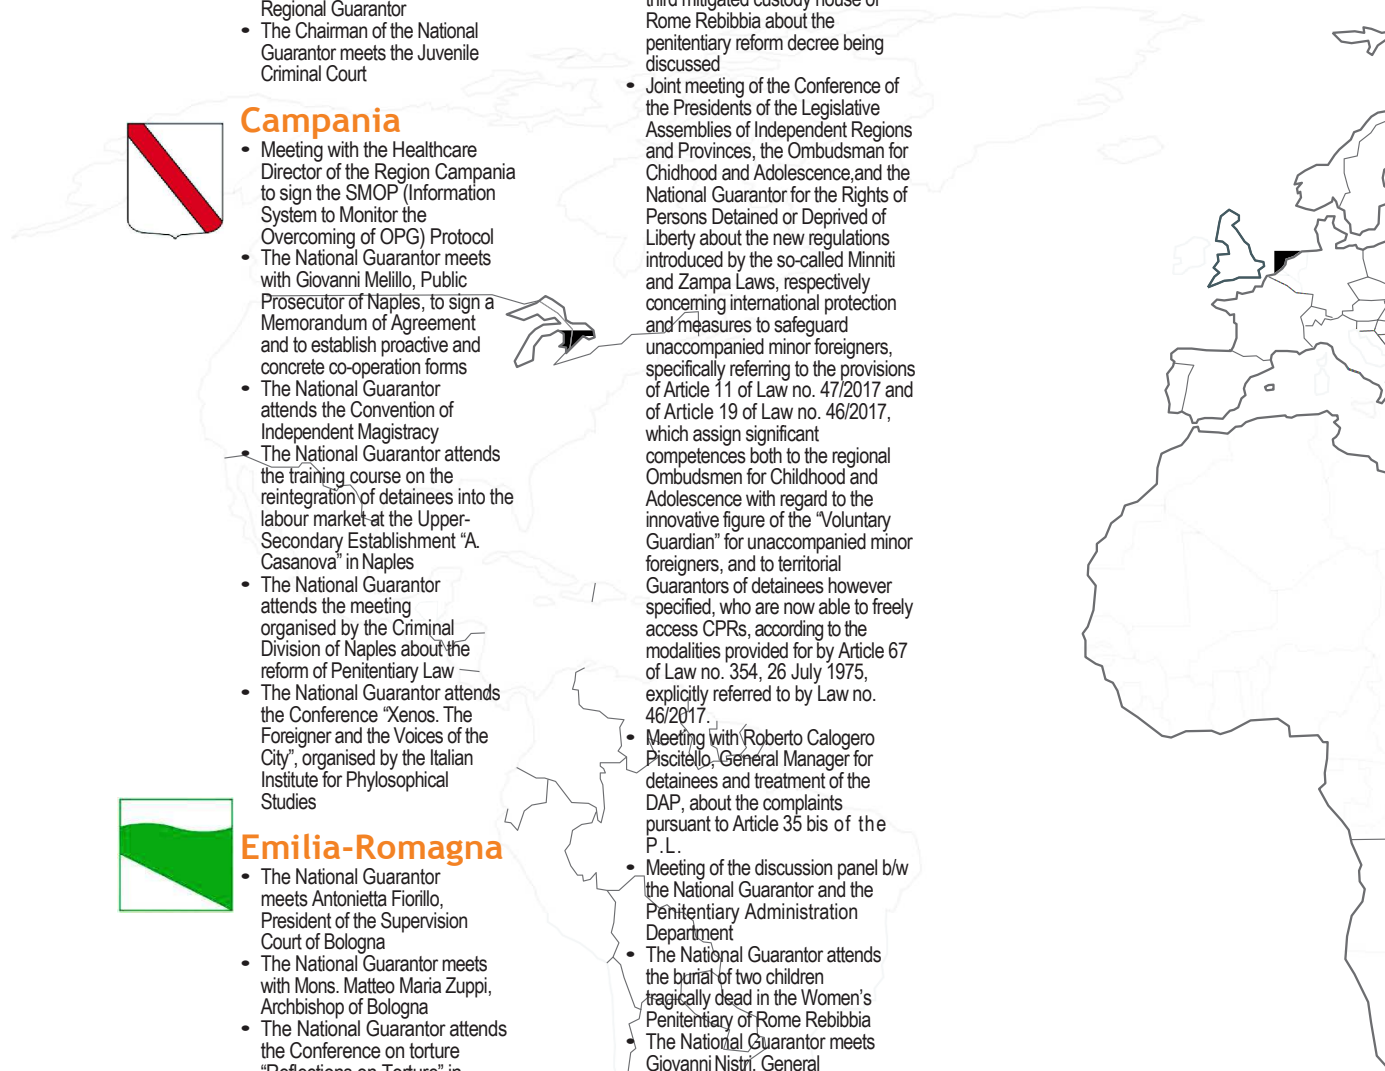 Regional Guarantor
• The Chairman of the National
Guarantor meets the Juvenile
Criminal Court
Campania
• Meeting with the Healthcare
Director of the Region Campania
to sign the SMOP (Information
System to Monitor the
Overcoming of OPG) Protocol
• The National Guarantor meets
with Giovanni Melillo, Public
Prosecutor of Naples, to sign a
Memorandum of Agreement
and to establish proactive and
concrete co-operation forms
• The National Guarantor
attends the Convention of
Independent Magistracy
• The National Guarantor attends
the training course on the
reintegration of detainees into the
labour market at the Upper-
Secondary Establishment “A.
Casanova” in Naples
• The National Guarantor
attends the meeting
organised by the Criminal
Division of Naples about the
reform of Penitentiary Law
• The National Guarantor attends
the Conference “Xenos. The
Foreigner and the Voices of the
City”, organised by the Italian
Institute for Phylosophical
Studies
Emilia-Romagna
• The National Guarantor
meets Antonietta Fiorillo,
President of the Supervision
Court of Bologna
• The National Guarantor meets
with Mons. Matteo Maria Zuppi,
Archbishop of Bologna
• The National Guarantor attends
the Conference on torture
“Reflections on Torture” in
third mitigated custody house of
Rome Rebibbia about the
penitentiary reform decree being
discussed
• Joint meeting of the Conference of
the Presidents of the Legislative
Assemblies of Independent Regions
and Provinces, the Ombudsman for
Chidhood and Adolescence,and the
National Guarantor for the Rights of
Persons Detained or Deprived of
Liberty about the new regulations
introduced by the so-called Minniti
and Zampa Laws, respectively
concerning international protection
and measures to safeguard
unaccompanied minor foreigners,
specifically referring to the provisions
of Article 11 of Law no. 47/2017 and
of Article 19 of Law no. 46/2017,
which assign significant
competences both to the regional
Ombudsmen for Childhood and
Adolescence with regard to the
innovative figure of the “Voluntary
Guardian” for unaccompanied minor
foreigners, and to territorial
Guarantors of detainees however
specified, who are now able to freely
access CPRs, according to the
modalities provided for by Article 67
of Law no. 354, 26 July 1975,
explicitly referred to by Law no.
46/2017.
• Meeting with Roberto Calogero
Piscitello, General Manager for
detainees and treatment of the
DAP, about the complaints
pursuant to Article 35 bis of the
P.L.
• Meeting of the discussion panel b/w
the National Guarantor and the
Penitentiary Administration
Department
• The National Guarantor attends
the burial of two children
tragically dead in the Women’s
Penitentiary of Rome Rebibbia
• The National Guarantor meets
Giovanni Nistri, General